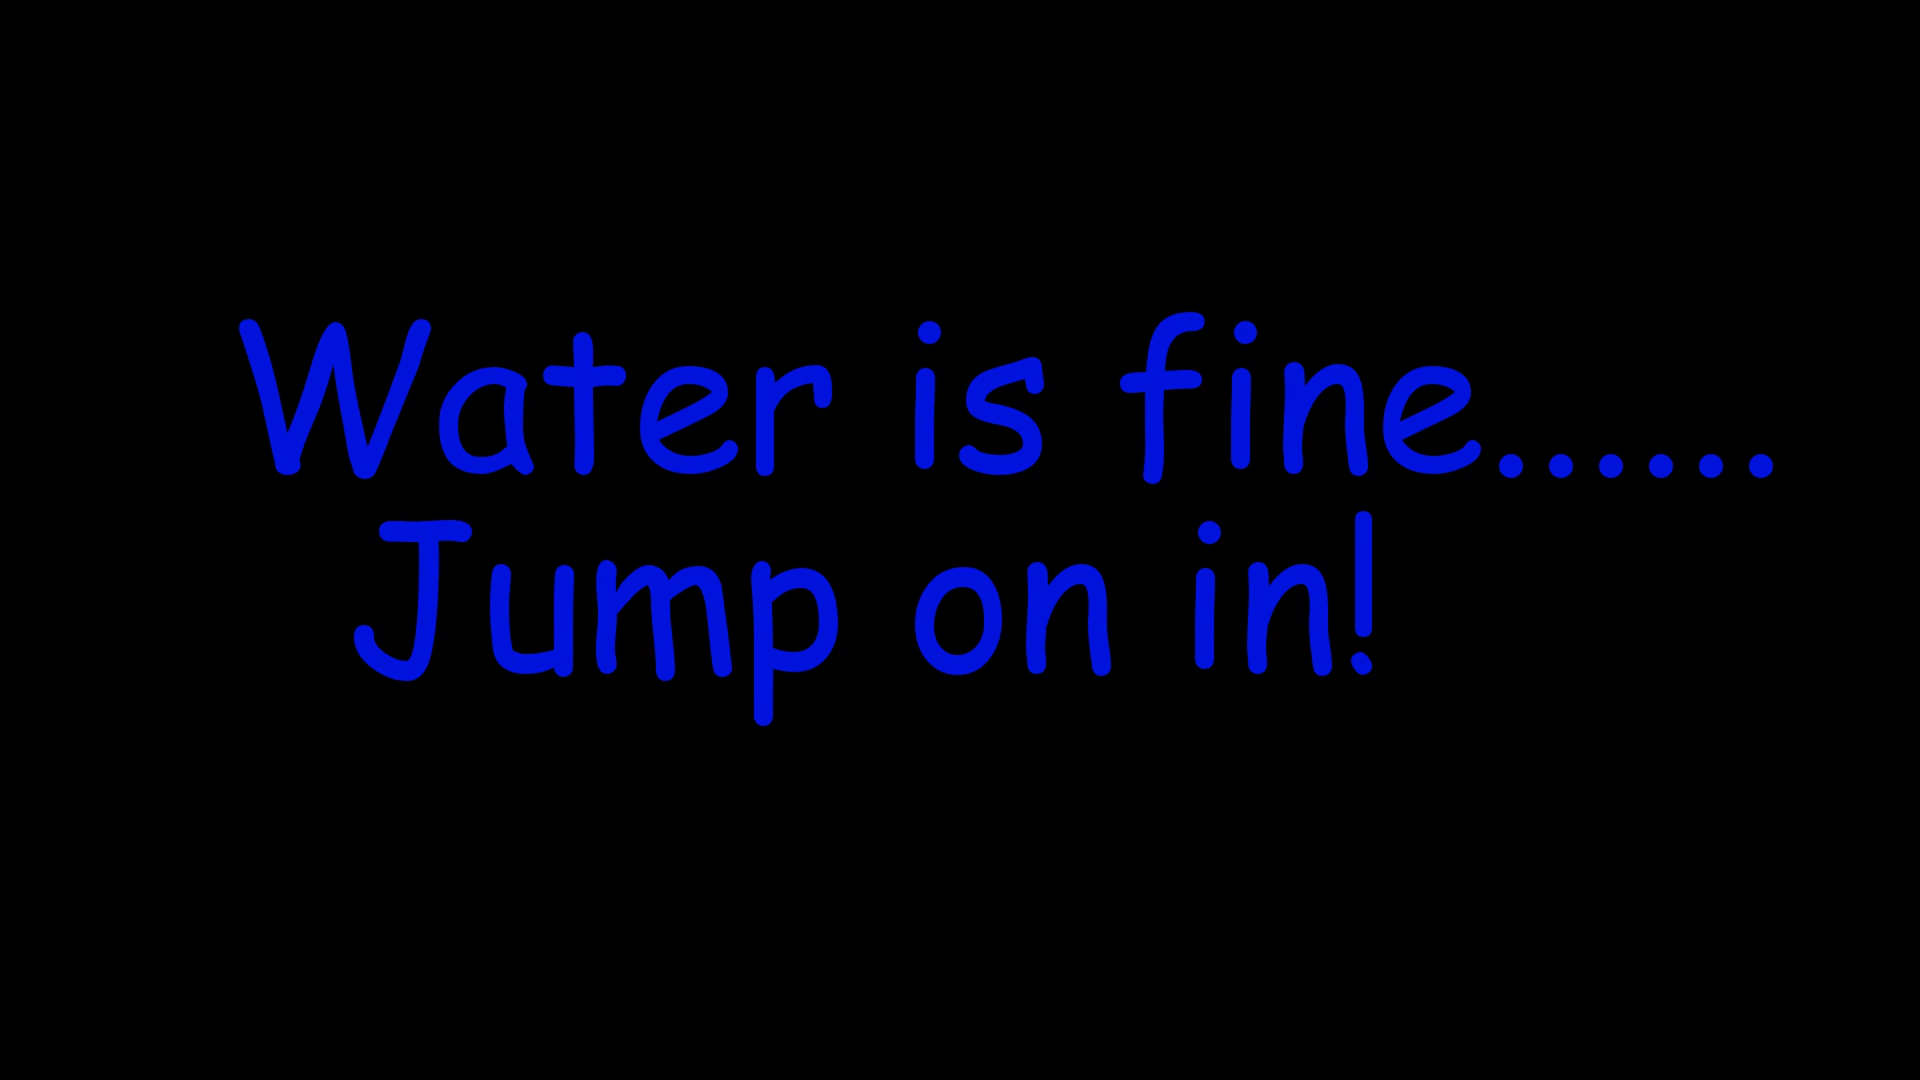 Water is fine......
Jump on in!